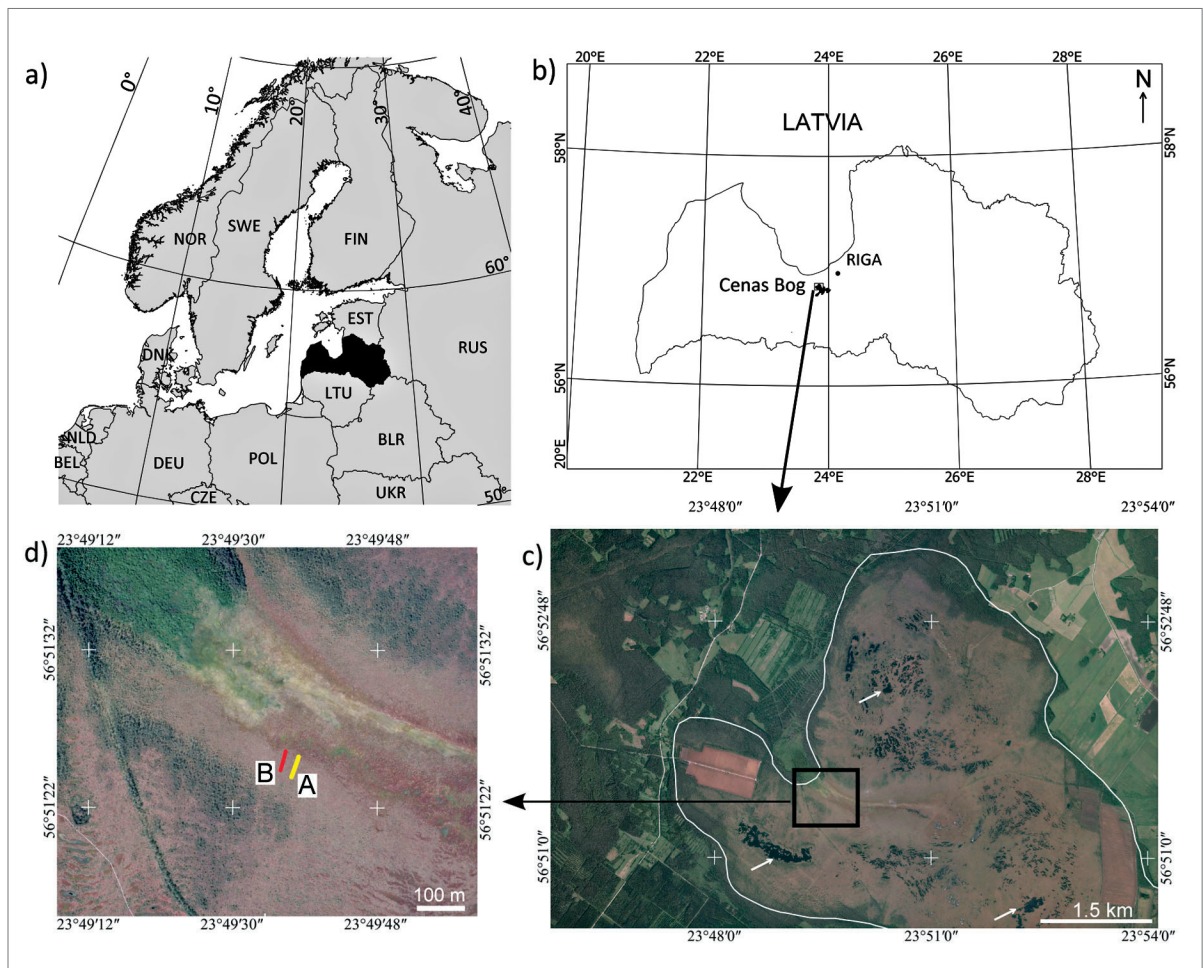 a)
0°
10°
20°
30°
40°
NOR
SWE
FIN
60°
EST
RUS
DNK
LTU
NLD
BEL
DEU
POL
BLR
CZE
UKR
50°
b)
20°E
22°E
24°E
26°E
28°E
N
LATVIA
58°N
58°N
RIGA
Cenas Bog
56°N
56°N
20°E
22°E
24°E
26°E
28°E
d)
23°49'12"
23°49'30"
23°49'48"
56°51'32"
56°51'32"
B
A
56°51'22"
56°51'22"
100 m
23°49'12"
23°49'30"
23°49'48"
c)
23°48'0"
23°51'0"
23°54'0"
56°52'48"
56°52'48"
56°51'0"
56°51'0"
1.5 km
23°48'0"
23°51'0"
23°54'0"